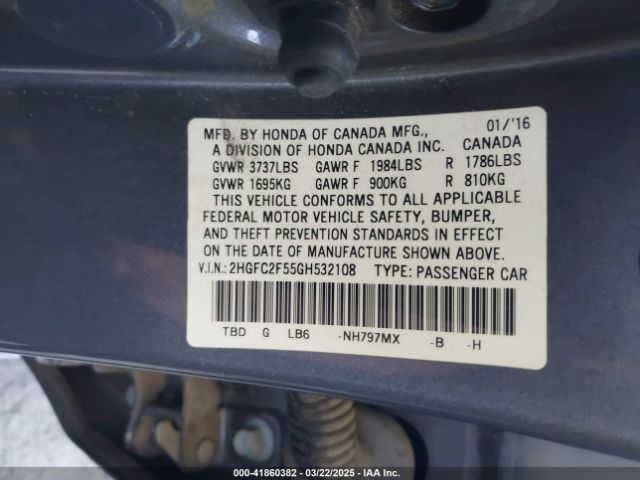 MFD. BY HONDA OF CANADA MFG., 01/'16
A DIVISION OF HONDA CANADA INC. CANADA
GVWR 3737LBS GAWR F 1984LBS R 1786LBS
GVWR 1695KG GAWR F 900KG R 810KG
THIS VEHICLE CONFORMS TO ALL APPLICABLE
FEDERAL MOTOR VEHICLE SAFETY, BUMPER,
AND THEFT PREVENTION STANDARDS IN EFFECT
ON THE DATE OF MANUFACTURE SHOWN ABOVE.
V.I.N.: 2HGFC2F55GH532108 TYPE: PASSENGER CAR
TBD G LB6 -NH797MX -B -H
000-41860382 | 03/22/2025 | IAA Inc.